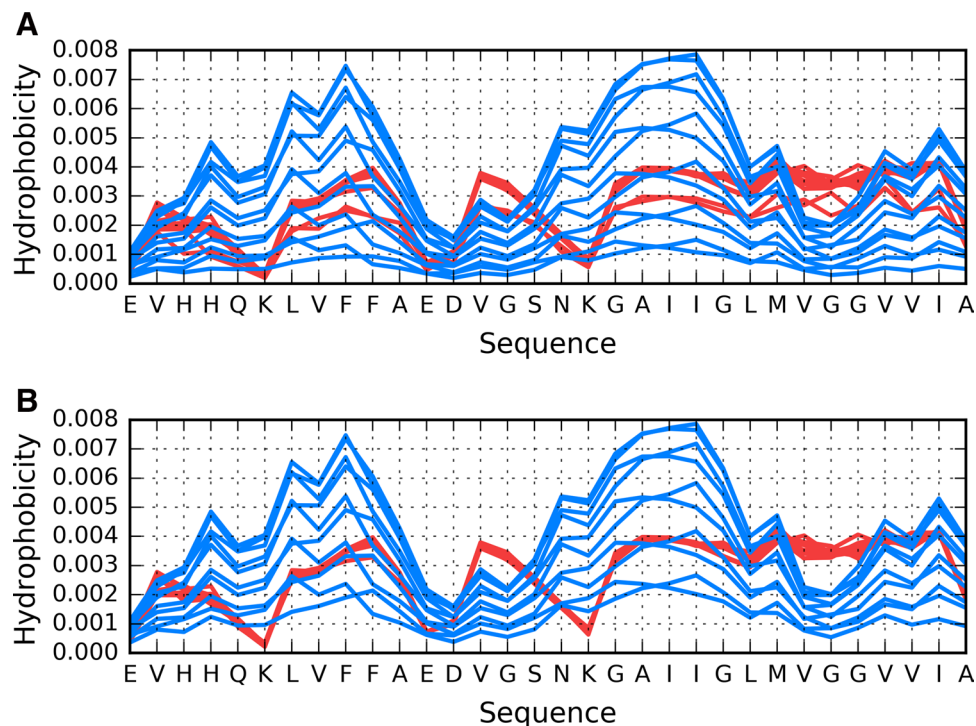 A
0.008
0.007
0.006
0.005
0.004
0.003
0.002
0.001
0.000
Hydrophobicity
E V H H Q K L V F F A E D V G S N K G A I I G L M V G G V V I A
Sequence
B
0.008
0.007
0.006
0.005
0.004
0.003
0.002
0.001
0.000
Hydrophobicity
E V H H Q K L V F F A E D V G S N K G A I I G L M V G G V V I A
Sequence